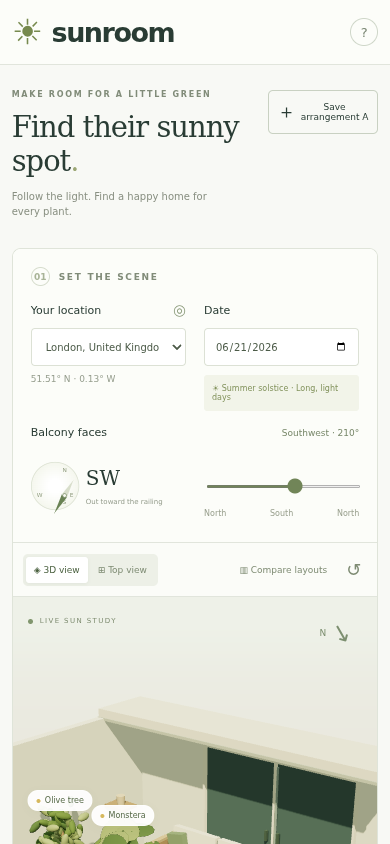 sunroom
?
MAKE ROOM FOR A LITTLE GREEN
Find their sunny
spot.
Follow the light. Find a happy home for
every plant.
+ Save
arrangement A
01 SET THE SCENE
Your location
London, United Kingdo
51.51° N · 0.13° W
Date
06/21/2026
☀ Summer solstice · Long, light
days
Balcony faces
Southwest · 210°
N
W
E
SW
Out toward the railing
North
South
North
◈ 3D view
⊞ Top view
▥ Compare layouts
↺
LIVE SUN STUDY
N
Olive tree
Monstera